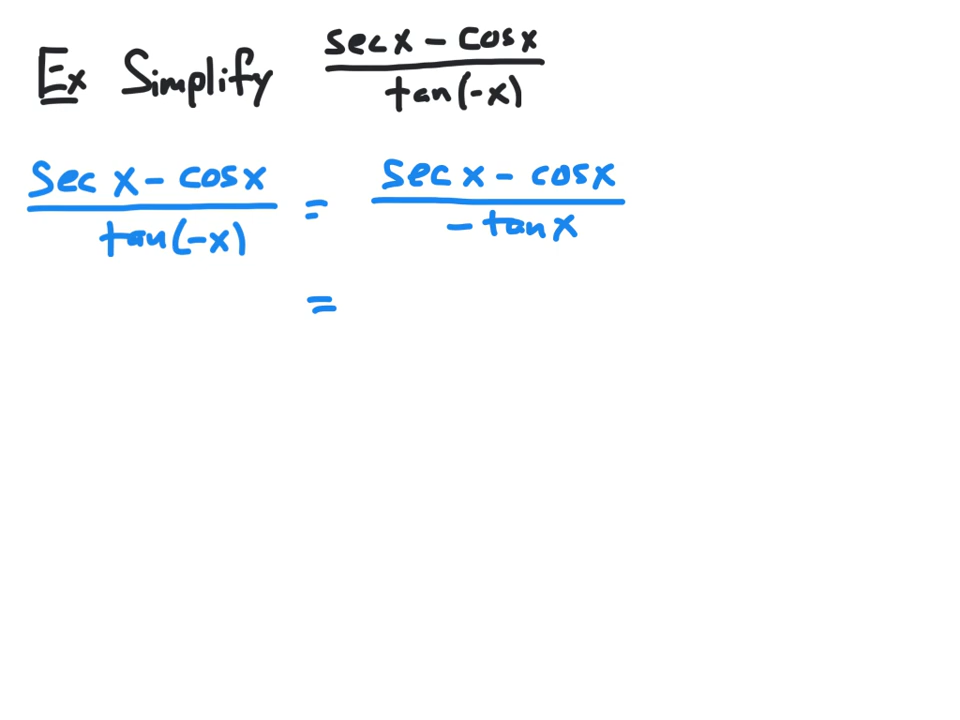 Ex Simplify (sec x - cos x) / (tan(-x))
(sec x - cos x) / (tan(-x)) = (sec x - cos x) / (- tan x)
=